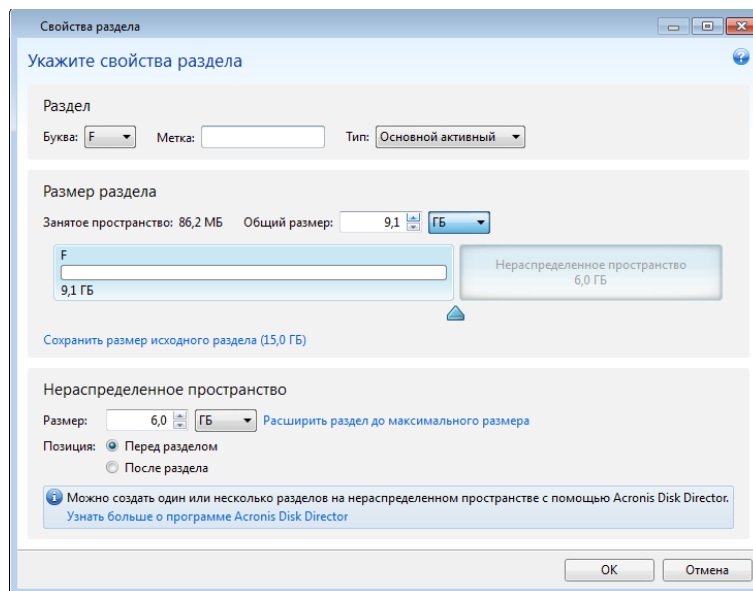 Свойства раздела
Укажите свойства раздела
Раздел
Буква: F Метка: Тип: Основной активный
Размер раздела
Занятое пространство: 86,2 МБ Общий размер: 9,1 ГБ
F
9,1 ГБ
Нераспределенное пространство
6,0 ГБ
Сохранить размер исходного раздела (15,0 ГБ)
Нераспределенное пространство
Размер: 6,0 ГБ Расширить раздел до максимального размера
Позиция: Перед разделом
После раздела
Можно создать один или несколько разделов на нераспределенном пространстве с помощью Acronis Disk Director.
Узнать больше о программе Acronis Disk Director
ОК Отмена